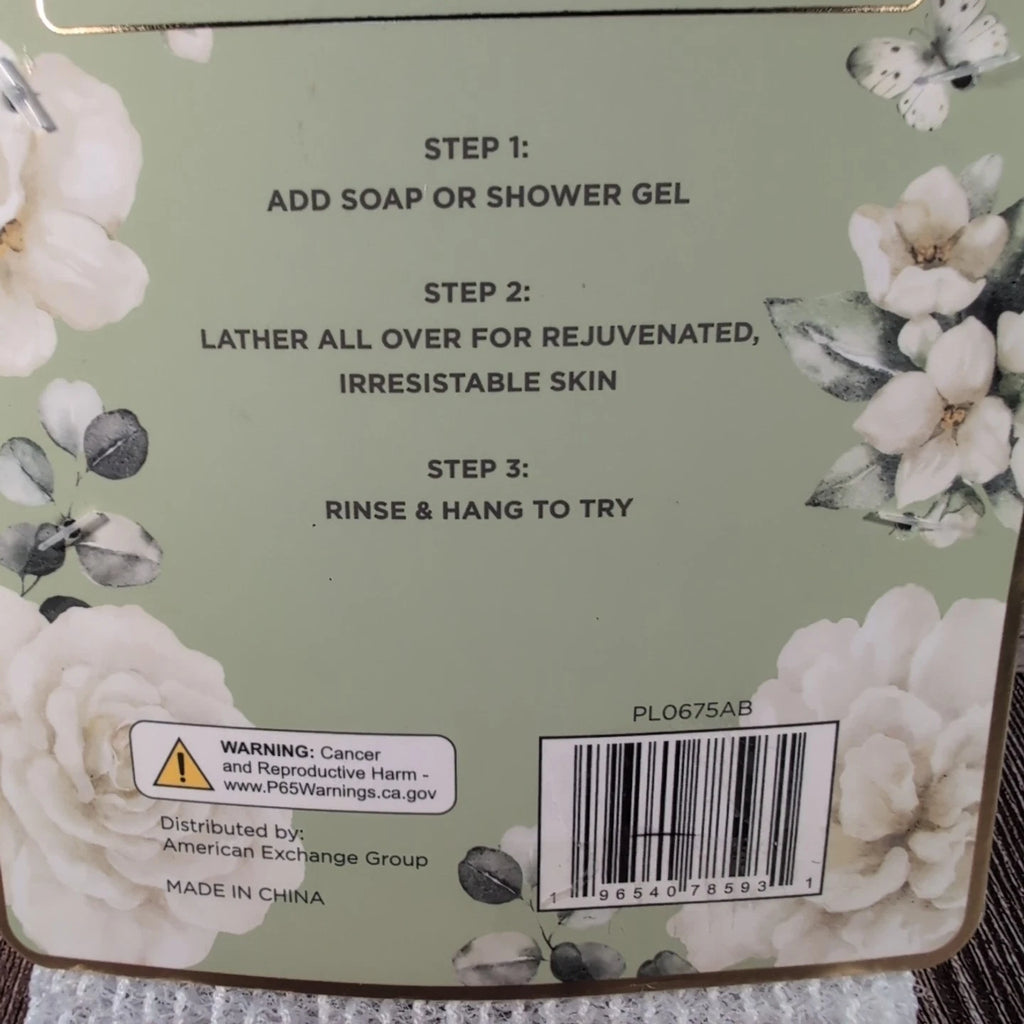 STEP 1:
ADD SOAP OR SHOWER GEL
STEP 2:
LATHER ALL OVER FOR REJUVENATED,
IRRESISTABLE SKIN
STEP 3:
RINSE & HANG TO TRY
PL0675AB
WARNING: Cancer
and Reproductive Harm -
www.P65Warnings.ca.gov
Distributed by:
American Exchange Group
MADE IN CHINA
1 96540 78593 1